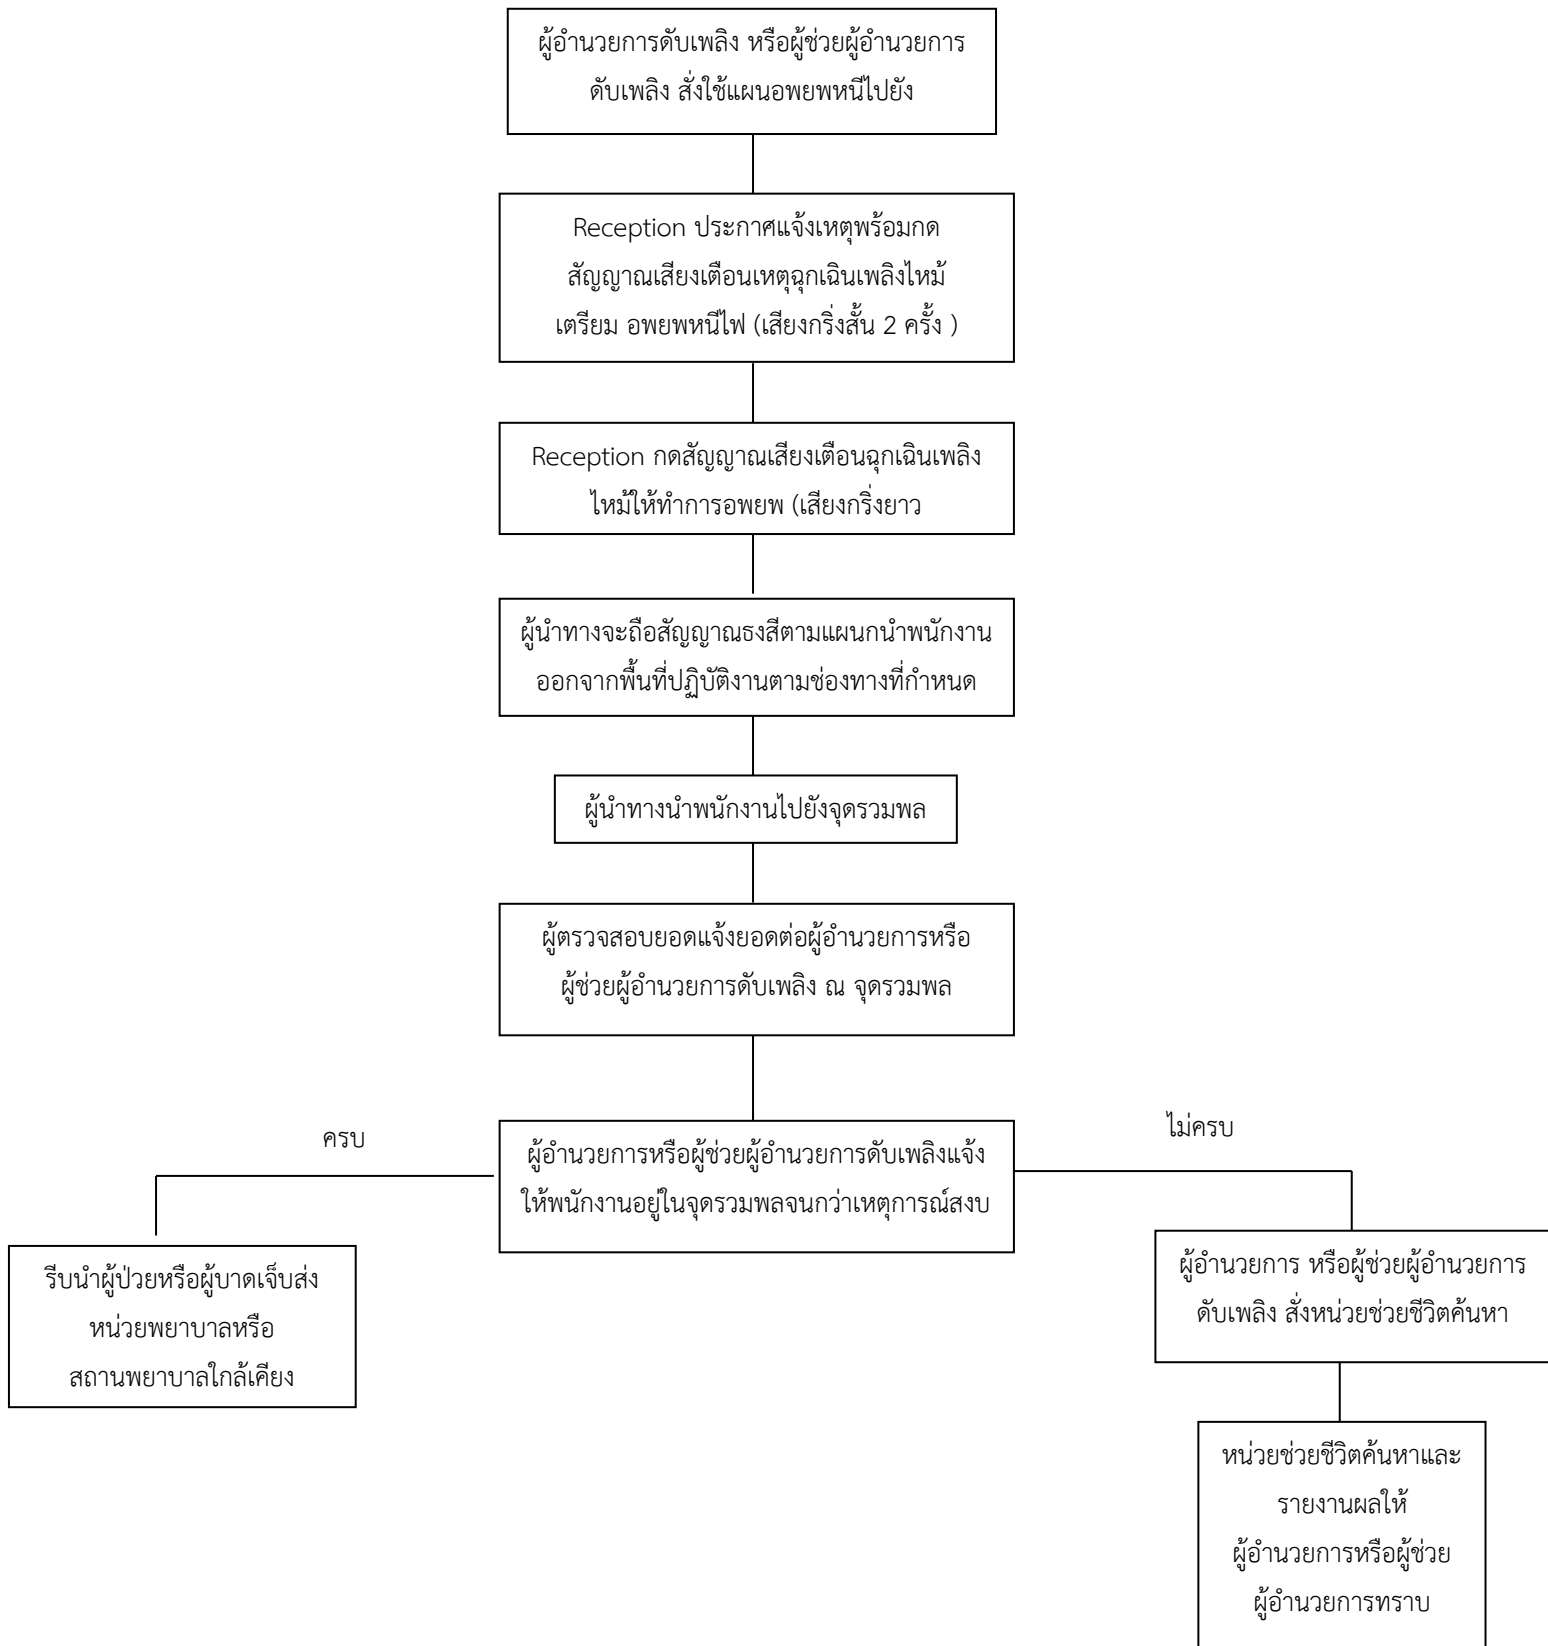 ผู้อำนวยการดับเพลิง หรือผู้ช่วยผู้อำนวยการ
ดับเพลิง สั่งใช้แผนอพยพหนีไปยัง
Reception ประกาศแจ้งเหตุพร้อมกด
สัญญาณเสียงเตือนเหตุฉุกเฉินเพลิงไหม้
เตรียม อพยพหนีไฟ (เสียงกริ่งสั้น 2 ครั้ง )
Reception กดสัญญาณเสียงเตือนฉุกเฉินเพลิง
ไหม้ให้ทำการอพยพ (เสียงกริ่งยาว
ผู้นำทางจะถือสัญญาณธงสีตามแผนกนำพนักงาน
ออกจากพื้นที่ปฏิบัติงานตามช่องทางที่กำหนด
ผู้นำทางนำพนักงานไปยังจุดรวมพล
ผู้ตรวจสอบยอดแจ้งยอดต่อผู้อำนวยการหรือ
ผู้ช่วยผู้อำนวยการดับเพลิง ณ จุดรวมพล
ผู้อำนวยการหรือผู้ช่วยผู้อำนวยการดับเพลิงแจ้ง
ให้พนักงานอยู่ในจุดรวมพลจนกว่าเหตุการณ์สงบ
ครบ
รีบนำผู้ป่วยหรือผู้บาดเจ็บส่ง
หน่วยพยาบาลหรือ
สถานพยาบาลใกล้เคียง
ไม่ครบ
ผู้อำนวยการ หรือผู้ช่วยผู้อำนวยการ
ดับเพลิง สั่งหน่วยช่วยชีวิตค้นหา
หน่วยช่วยชีวิตค้นหาและ
รายงานผลให้
ผู้อำนวยการหรือผู้ช่วย
ผู้อำนวยการทราบ